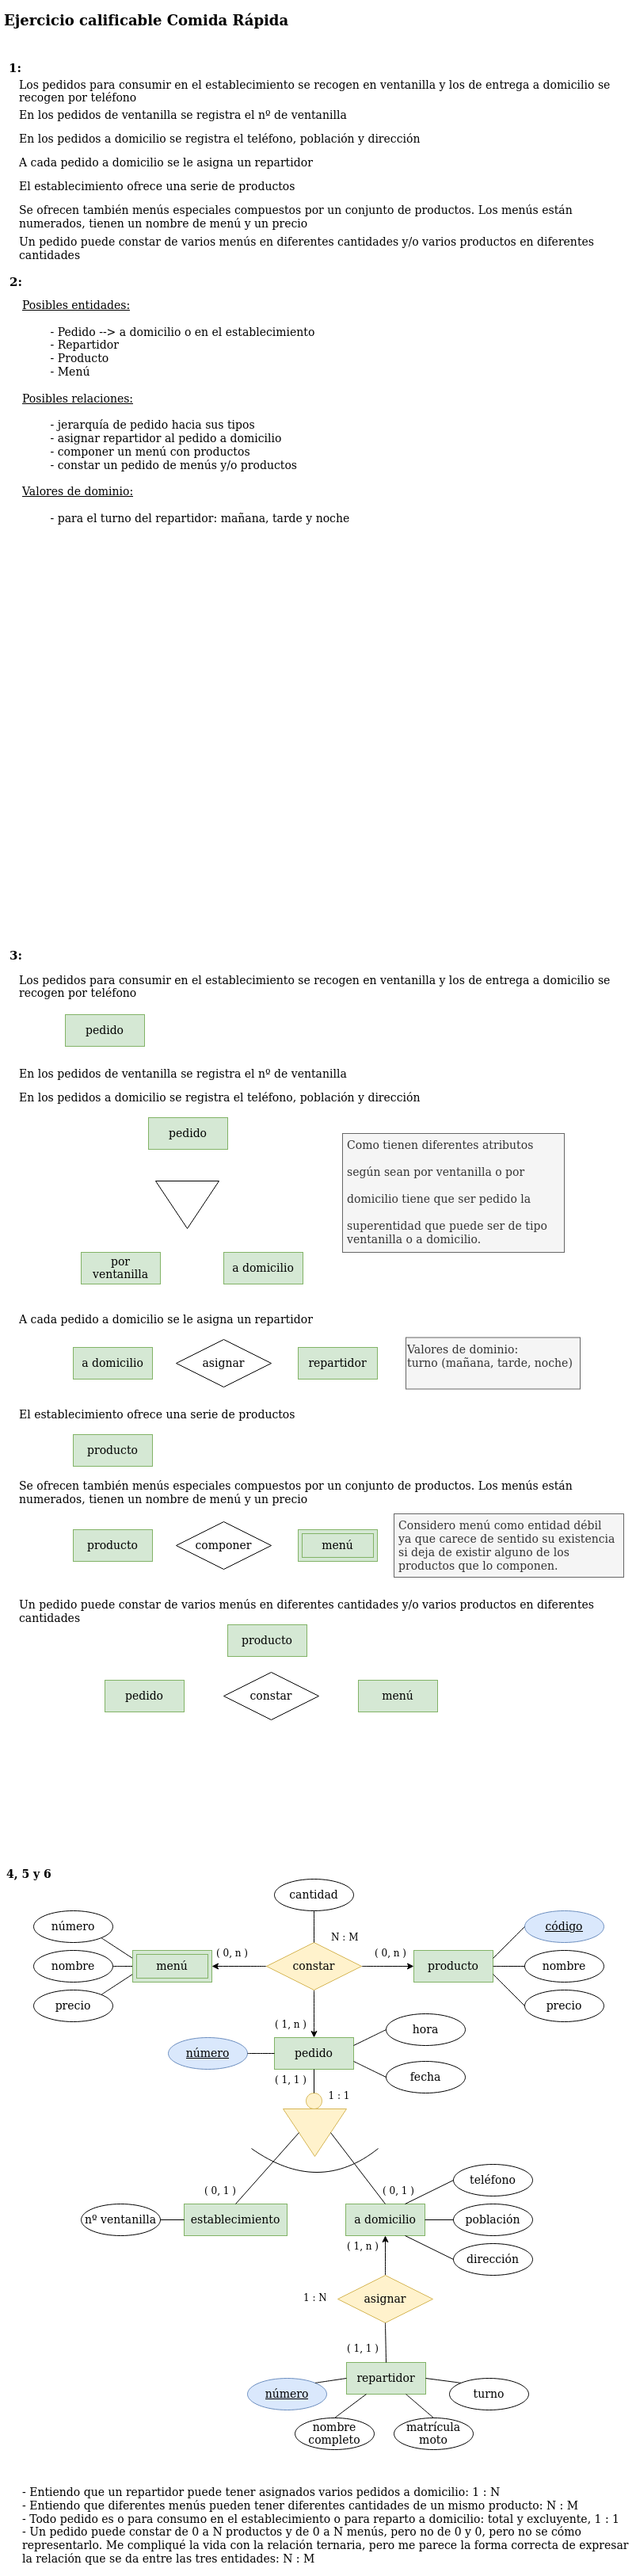 Ejercicio calificable Comida Rápida
1:
Los pedidos para consumir en el establecimiento se recogen en ventanilla y los de entrega a domicilio se
recogen por teléfono
En los pedidos de ventanilla se registra el nº de ventanilla
En los pedidos a domicilio se registra el teléfono, población y dirección
A cada pedido a domicilio se le asigna un repartidor
El establecimiento ofrece una serie de productos
Se ofrecen también menús especiales compuestos por un conjunto de productos. Los menús están
numerados, tienen un nombre de menú y un precio
Un pedido puede constar de varios menús en diferentes cantidades y/o varios productos en diferentes
cantidades
2:
Posibles entidades:
- Pedido --> a domicilio o en el establecimiento
- Repartidor
- Producto
- Menú
Posibles relaciones:
- jerarquía de pedido hacia sus tipos
- asignar repartidor al pedido a domicilio
- componer un menú con productos
- constar un pedido de menús y/o productos
Valores de dominio:
- para el turno del repartidor: mañana, tarde y noche
3:
Los pedidos para consumir en el establecimiento se recogen en ventanilla y los de entrega a domicilio se
recogen por teléfono
pedido
En los pedidos de ventanilla se registra el nº de ventanilla
En los pedidos a domicilio se registra el teléfono, población y dirección
pedido
Como tienen diferentes atributos
según sean por ventanilla o por
domicilio tiene que ser pedido la
superentidad que puede ser de tipo
ventanilla o a domicilio.
por
ventanilla
a domicilio
A cada pedido a domicilio se le asigna un repartidor
a domicilio
asignar
repartidor
Valores de dominio:
turno (mañana, tarde, noche)
El establecimiento ofrece una serie de productos
producto
Se ofrecen también menús especiales compuestos por un conjunto de productos. Los menús están
numerados, tienen un nombre de menú y un precio
producto
componer
menú
Considero menú como entidad débil
ya que carece de sentido su existencia
si deja de existir alguno de los
productos que lo componen.
Un pedido puede constar de varios menús en diferentes cantidades y/o varios productos en diferentes
cantidades
producto
pedido
constar
menú
4, 5 y 6
cantidad
número
código
N : M
( 0, n )
( 0, n )
nombre
menú
constar
producto
nombre
precio
precio
( 1, n )
hora
número
pedido
fecha
( 1, 1 )
1 : 1
teléfono
( 0, 1 )
( 0, 1 )
nº ventanilla
establecimiento
a domicilio
población
( 1, n )
dirección
1 : N
asignar
( 1, 1 )
repartidor
número
turno
nombre
completo
matrícula
moto
- Entiendo que un repartidor puede tener asignados varios pedidos a domicilio: 1 : N
- Entiendo que diferentes menús pueden tener diferentes cantidades de un mismo producto: N : M
- Todo pedido es o para consumo en el establecimiento o para reparto a domicilio: total y excluyente, 1 : 1
- Un pedido puede constar de 0 a N productos y de 0 a N menús, pero no de 0 y 0, pero no se cómo
representarlo. Me compliqué la vida con la relación ternaria, pero me parece la forma correcta de expresar
la relación que se da entre las tres entidades: N : M